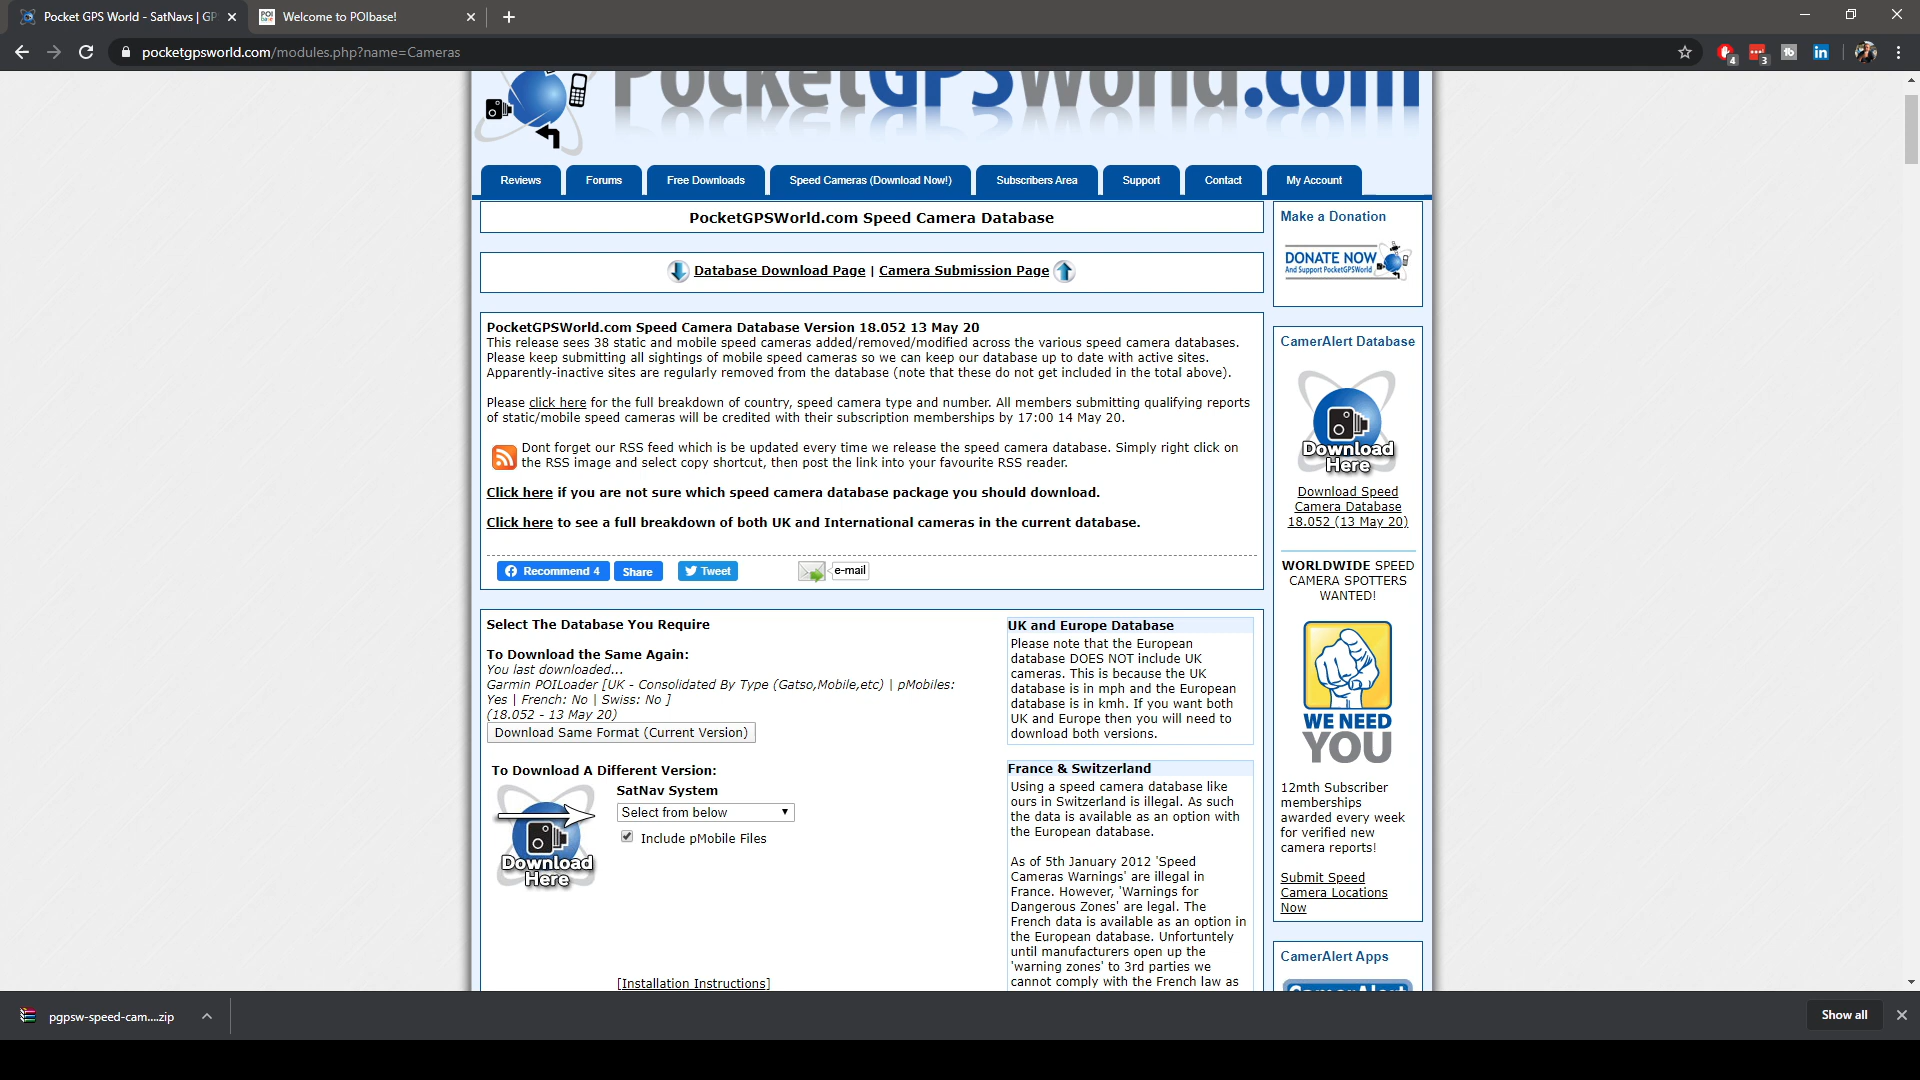 Pocket GPS World - SatNavs | GP
Welcome to POIbase!
pocketgpsworld.com/modules.php?name=Cameras
4
3
PocketGPSWorld.com
Reviews
Forums
Free Downloads
Speed Cameras (Download Now!)
Subscribers Area
Support
Contact
My Account
PocketGPSWorld.com Speed Camera Database
Database Download Page | Camera Submission Page
PocketGPSWorld.com Speed Camera Database Version 18.052 13 May 20
This release sees 38 static and mobile speed cameras added/removed/modified across the various speed camera databases.
Please keep submitting all sightings of mobile speed cameras so we can keep our database up to date with active sites.
Apparently-inactive sites are regularly removed from the database (note that these do not get included in the total above).
Please click here for the full breakdown of country, speed camera type and number. All members submitting qualifying reports
of static/mobile speed cameras will be credited with their subscription memberships by 17:00 14 May 20.
Dont forget our RSS feed which is be updated every time we release the speed camera database. Simply right click on
the RSS image and select copy shortcut, then post the link into your favourite RSS reader.
Click here if you are not sure which speed camera database package you should download.
Click here to see a full breakdown of both UK and International cameras in the current database.
Recommend 4
Share
Tweet
e-mail
Select The Database You Require
To Download the Same Again:
You last downloaded...
Garmin POILoader [UK - Consolidated By Type (Gatso,Mobile,etc) | pMobiles:
Yes | French: No | Swiss: No ]
(18.052 - 13 May 20)
Download Same Format (Current Version)
To Download A Different Version:
SatNav System
Select from below
Include pMobile Files
Download
Here
[Installation Instructions]
UK and Europe Database
Please note that the European
database DOES NOT include UK
cameras. This is because the UK
database is in mph and the European
database is in kmh. If you want both
UK and Europe then you will need to
download both versions.
France & Switzerland
Using a speed camera database like
ours in Switzerland is illegal. As such
the data is available as an option with
the European database.
As of 5th January 2012 'Speed
Cameras Warnings' are illegal in
France. However, 'Warnings for
Dangerous Zones' are legal. The
French data is available as an option in
the European database. Unfortuntely
until manufacturers open up the
'warning zones' to 3rd parties we
cannot comply with the French law as
Make a Donation
DONATE NOW
And Support PocketGPSWorld
CamerAlert Database
Download
Here
Download Speed
Camera Database
18.052 (13 May 20)
WORLDWIDE SPEED
CAMERA SPOTTERS
WANTED!
WE NEED
YOU
12mth Subscriber
memberships
awarded every week
for verified new
camera reports!
Submit Speed
Camera Locations
Now
CamerAlert Apps
CamerAlert
pgpsw-speed-cam....zip
Show all